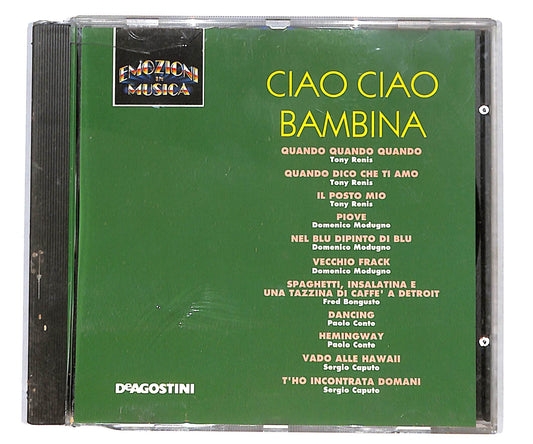 EMOZIONI
IN
MUSICA
CIAO CIAO
BAMBINA
QUANDO QUANDO QUANDO
Tony Renis
QUANDO DICO CHE TI AMO
Tony Renis
IL POSTO MIO
Tony Renis
PIOVE
Domenico Modugno
NEL BLU DIPINTO DI BLU
Domenico Modugno
VECCHIO FRACK
Domenico Modugno
SPAGHETTI, INSALATINA E
UNA TAZZINA DI CAFFE' A DETROIT
Fred Bongusto
DANCING
Paolo Conte
HEMINGWAY
Paolo Conte
VADO ALLE HAWAII
Sergio Caputo
T'HO INCONTRATA DOMANI
Sergio Caputo
DEAGOSTINI